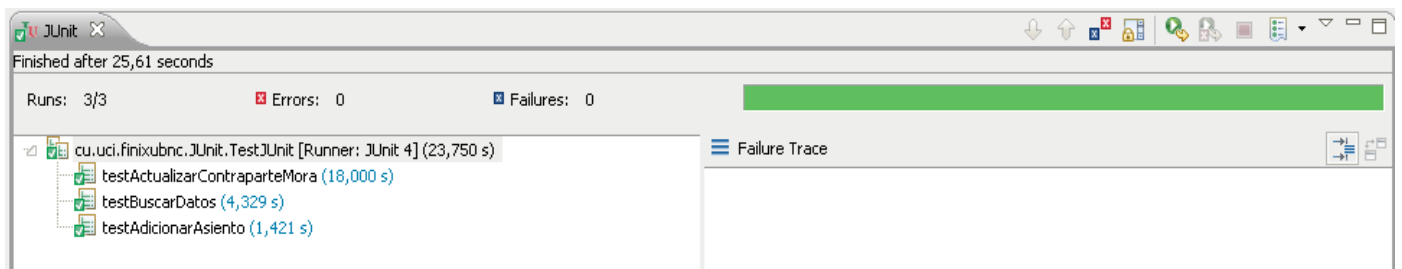 JUnit
Finished after 25,61 seconds
Runs: 3/3 Errors: 0 Failures: 0
cu.uci.finixubnc.JUnit.TestJUnit [Runner: JUnit 4] (23,750 s)
Failure Trace
testActualizarContraparteMora (18,000 s)
testBuscarDatos (4,329 s)
testAdicionarAsiento (1,421 s)